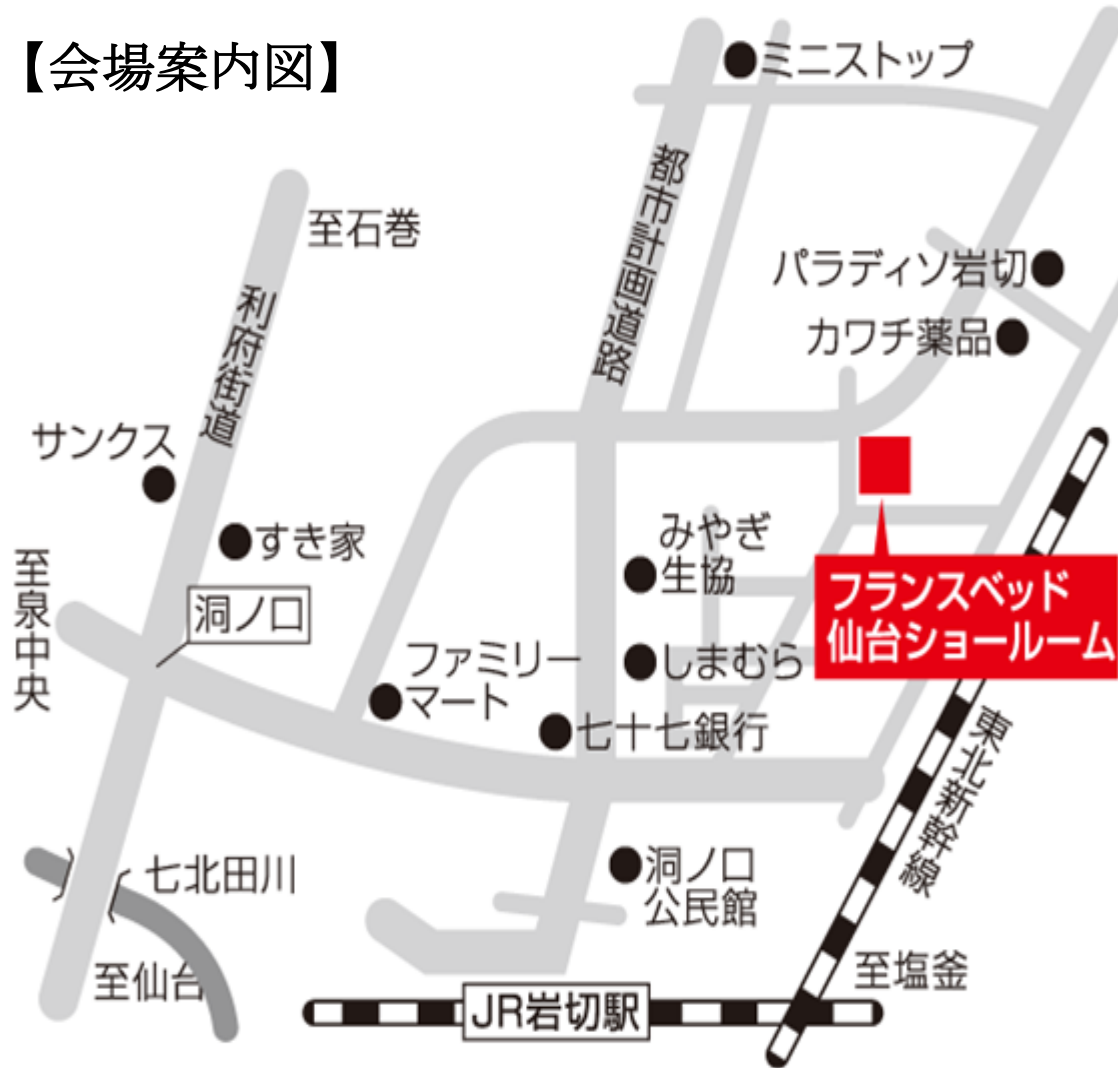 【会場案内図】
ミニストップ
都市計画道路
至石巻
利府街道
パラディソ岩切
カワチ薬品
サンクス
すき家
みやぎ
生協
至泉中央
洞ノ口
フランスベッド
仙台ショールーム
ファミリー
マート
しまむら
七十七銀行
東北新幹線
七北田川
洞ノ口
公民館
至仙台
至塩釜
JR岩切駅